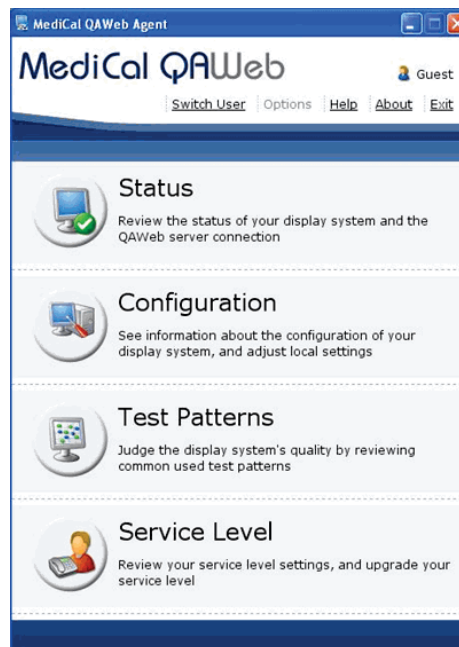 MediCal QAWeb Agent
MediCal QAWeb
Guest
Switch User Options Help About Exit
Status
Review the status of your display system and the
QAWeb server connection
Configuration
See information about the configuration of your
display system, and adjust local settings
Test Patterns
Judge the display system's quality by reviewing
common used test patterns
Service Level
Review your service level settings, and upgrade your
service level